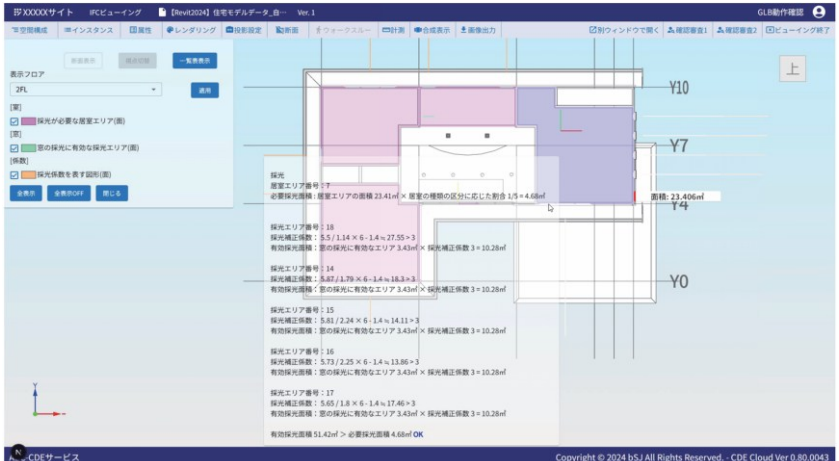 XXXXXサイト IFCビューイング 【Revit2024】住宅モデルデータ_自… Ver. 1 GLB動作確認
空間構成 インスタンス 属性 レンダリング 投影設定 断面 ウォークスルー 計測 合成表示 画像出力 別ウィンドウで開く 確認審査1 確認審査2 ビューイング終了
一覧表表示
表示フロア
2FL 適用
[室]
採光が必要な居室エリア(面)
[窓]
窓の採光に有効な採光エリア(面)
[係数]
採光係数を表す図形(面)
全表示 全表示OFF 閉じる
上
Y10
Y7
Y4
Y0
面積: 23.406㎡
採光
居室エリア番号：7
必要採光面積：居室エリアの面積 23.41㎡ × 居室の種類の区分に応じた割合 1/5 = 4.68㎡
採光エリア番号：18
採光補正係数： 5.5 / 1.14 × 6 - 1.4 ≒ 27.55 > 3
有効採光面積：窓の採光に有効なエリア 3.43㎡ × 採光補正係数 3 = 10.28㎡
採光エリア番号：14
採光補正係数： 5.87 / 1.79 × 6 - 1.4 ≒ 18.3 > 3
有効採光面積：窓の採光に有効なエリア 3.43㎡ × 採光補正係数 3 = 10.28㎡
採光エリア番号：15
採光補正係数： 5.81 / 2.24 × 6 - 1.4 ≒ 14.11 > 3
有効採光面積：窓の採光に有効なエリア 3.43㎡ × 採光補正係数 3 = 10.28㎡
採光エリア番号：16
採光補正係数： 5.73 / 2.25 × 6 - 1.4 ≒ 13.86 > 3
有効採光面積：窓の採光に有効なエリア 3.43㎡ × 採光補正係数 3 = 10.28㎡
採光エリア番号：17
採光補正係数： 5.65 / 1.8 × 6 - 1.4 ≒ 17.46 > 3
有効採光面積：窓の採光に有効なエリア 3.43㎡ × 採光補正係数 3 = 10.28㎡
有効採光面積 51.42㎡ > 必要採光面積 4.68㎡ OK
Y
N
CDEサービス
Copyright © 2024 bSJ All Rights Reserved. - CDE Cloud Ver 0.80.0043